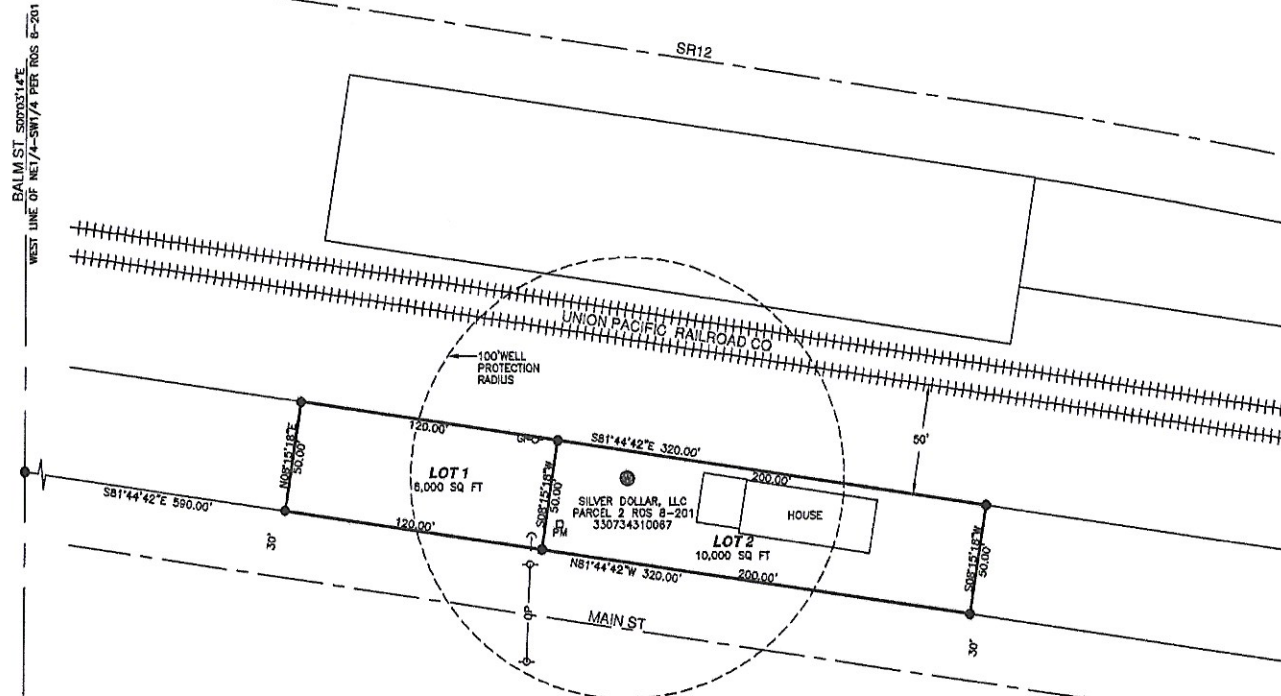 SR12
BALM ST S00°03'14"E
WEST LINE OF NE1/4-SW1/4 PER ROS 8-201
UNION PACIFIC RAILROAD CO
100'WELL
PROTECTION
RADIUS
120.00'
S81°44'42"E 320.00'
200.00'
50'
N08°15'18"E
50.00'
LOT 1
6,000 SQ FT
S08°15'18"W
50.00'
SILVER DOLLAR, LLC
PARCEL 2 ROS 8-201
330734310067
HOUSE
LOT 2
10,000 SQ FT
S08°15'18"W
50.00'
S81°44'42"E 590.00'
120.00'
PM
N81°44'42"W 320.00'
200.00'
30'
OP
MAIN ST
30'